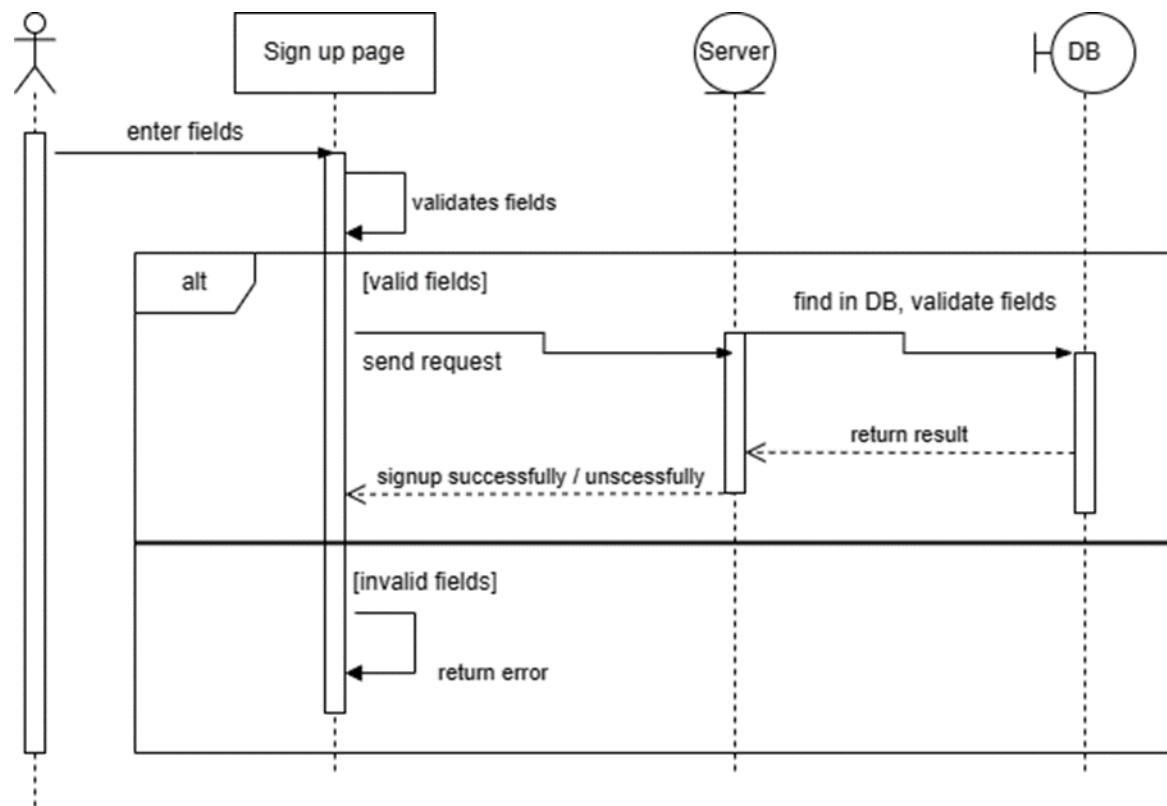 Sign up page
Server
DB
enter fields
validates fields
alt
[valid fields]
find in DB, validate fields
send request
return result
signup successfully / unscessfully
[invalid fields]
return error